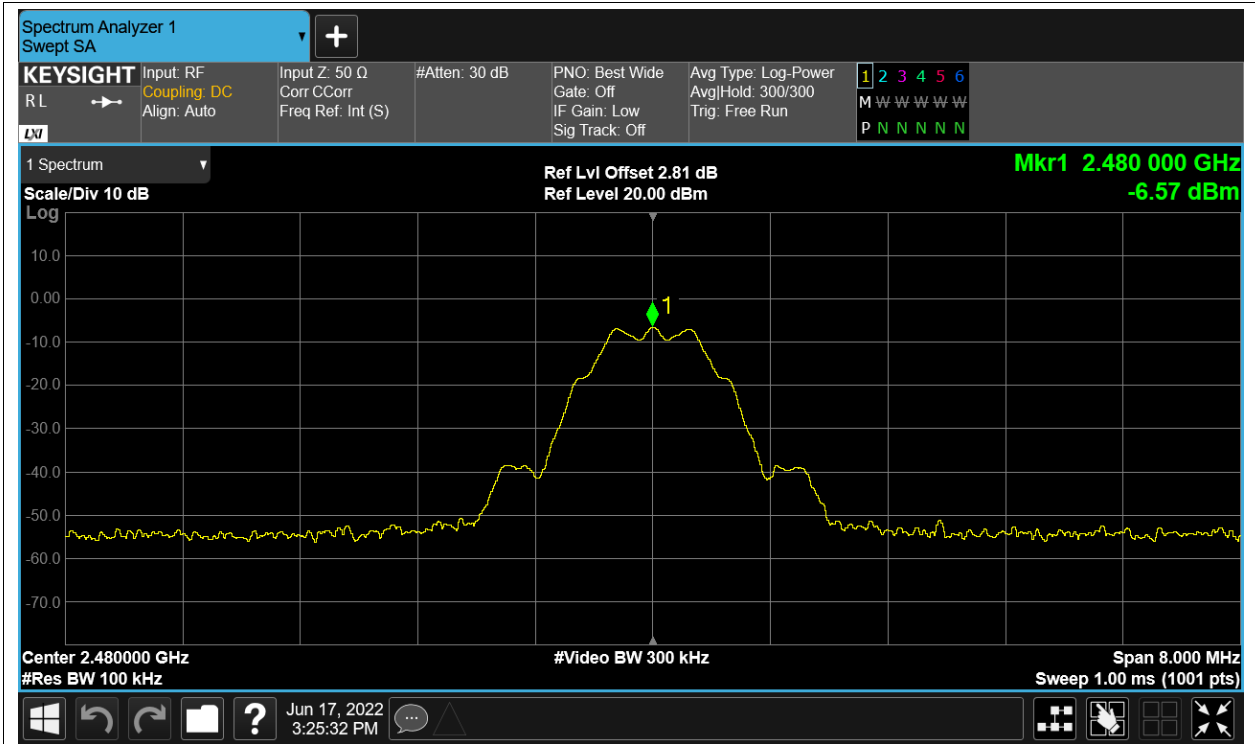 Spectrum Analyzer 1
Swept SA
+
KEYSIGHT
R L
LXI
Input: RF
Coupling: DC
Align: Auto
Input Z: 50 Ω
Corr CCorr
Freq Ref: Int (S)
#Atten: 30 dB
PNO: Best Wide
Gate: Off
IF Gain: Low
Sig Track: Off
Avg Type: Log-Power
Avg|Hold: 300/300
Trig: Free Run
1 2 3 4 5 6
M W W W W W
P N N N N N
1 Spectrum
Scale/Div 10 dB
Ref Lvl Offset 2.81 dB
Ref Level 20.00 dBm
Mkr1 2.480 000 GHz
-6.57 dBm
Log
10.0
0.00
1
-10.0
-20.0
-30.0
-40.0
-50.0
-60.0
-70.0
Center 2.480000 GHz
#Video BW 300 kHz
Span 8.000 MHz
#Res BW 100 kHz
Sweep 1.00 ms (1001 pts)
?
Jun 17, 2022
3:25:32 PM